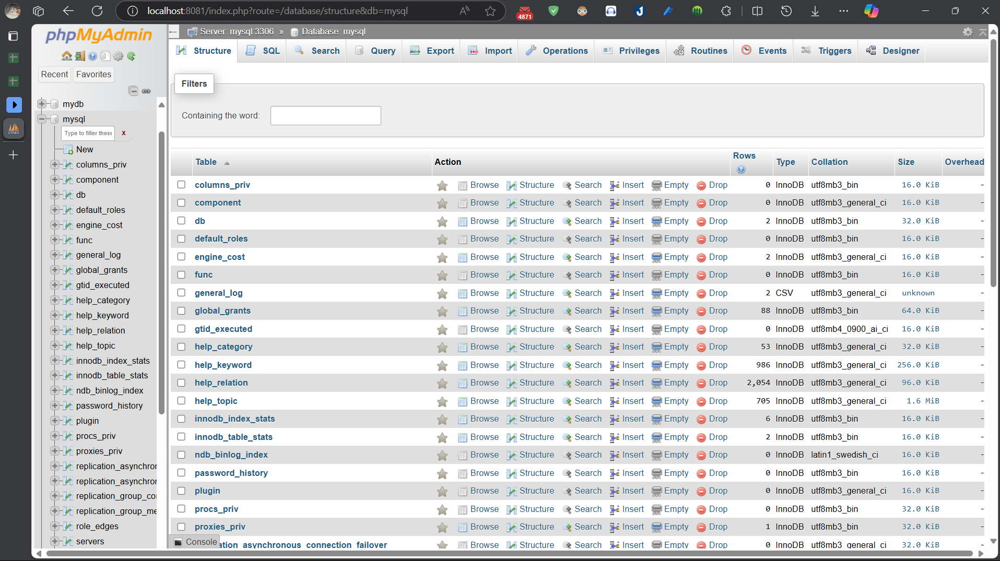 localhost:8081/index.php?route=/database/structure&db=mysql
4871
phpMyAdmin
Recent Favorites
mydb
mysql
Type to filter these
X
New
columns_priv
component
db
default_roles
engine_cost
func
general_log
global_grants
gtid_executed
help_category
help_keyword
help_relation
help_topic
innodb_index_stats
innodb_table_stats
ndb_binlog_index
password_history
plugin
procs_priv
proxies_priv
replication_asynchror
replication_asynchror
replication_group_co
replication_group_me
role_edges
servers
Server: mysql:3306 » Database: mysql
Structure SQL Search Query Export Import Operations Privileges Routines Events Triggers Designer
Filters
Containing the word:
Table Action Rows Type Collation Size Overhead
columns_priv Browse Structure Search Insert Empty Drop 0 InnoDB utf8mb3_bin 16.0 KiB -
component Browse Structure Search Insert Empty Drop 0 InnoDB utf8mb3_general_ci 16.0 KiB -
db Browse Structure Search Insert Empty Drop 2 InnoDB utf8mb3_bin 32.0 KiB -
default_roles Browse Structure Search Insert Empty Drop 0 InnoDB utf8mb3_bin 16.0 KiB -
engine_cost Browse Structure Search Insert Empty Drop 2 InnoDB utf8mb3_general_ci 16.0 KiB -
func Browse Structure Search Insert Empty Drop 0 InnoDB utf8mb3_bin 16.0 KiB -
general_log Browse Structure Search Insert Empty Drop 2 CSV utf8mb3_general_ci unknown -
global_grants Browse Structure Search Insert Empty Drop 88 InnoDB utf8mb3_bin 64.0 KiB -
gtid_executed Browse Structure Search Insert Empty Drop 0 InnoDB utf8mb4_0900_ai_ci 16.0 KiB -
help_category Browse Structure Search Insert Empty Drop 53 InnoDB utf8mb3_general_ci 32.0 KiB -
help_keyword Browse Structure Search Insert Empty Drop 986 InnoDB utf8mb3_general_ci 256.0 KiB -
help_relation Browse Structure Search Insert Empty Drop 2,054 InnoDB utf8mb3_general_ci 96.0 KiB -
help_topic Browse Structure Search Insert Empty Drop 705 InnoDB utf8mb3_general_ci 1.6 MiB -
innodb_index_stats Browse Structure Search Insert Empty Drop 6 InnoDB utf8mb3_bin 16.0 KiB -
innodb_table_stats Browse Structure Search Insert Empty Drop 2 InnoDB utf8mb3_bin 16.0 KiB -
ndb_binlog_index Browse Structure Search Insert Empty Drop 0 InnoDB latin1_swedish_ci 16.0 KiB -
password_history Browse Structure Search Insert Empty Drop 0 InnoDB utf8mb3_bin 16.0 KiB -
plugin Browse Structure Search Insert Empty Drop 0 InnoDB utf8mb3_general_ci 16.0 KiB -
procs_priv Browse Structure Search Insert Empty Drop 0 InnoDB utf8mb3_bin 32.0 KiB -
proxies_priv Browse Structure Search Insert Empty Drop 1 InnoDB utf8mb3_bin 32.0 KiB -
ation_asynchronous_connection_failover Browse Structure Search Insert Empty Drop 0 InnoDB utf8mb3_general_ci 32.0 KiB -
Console